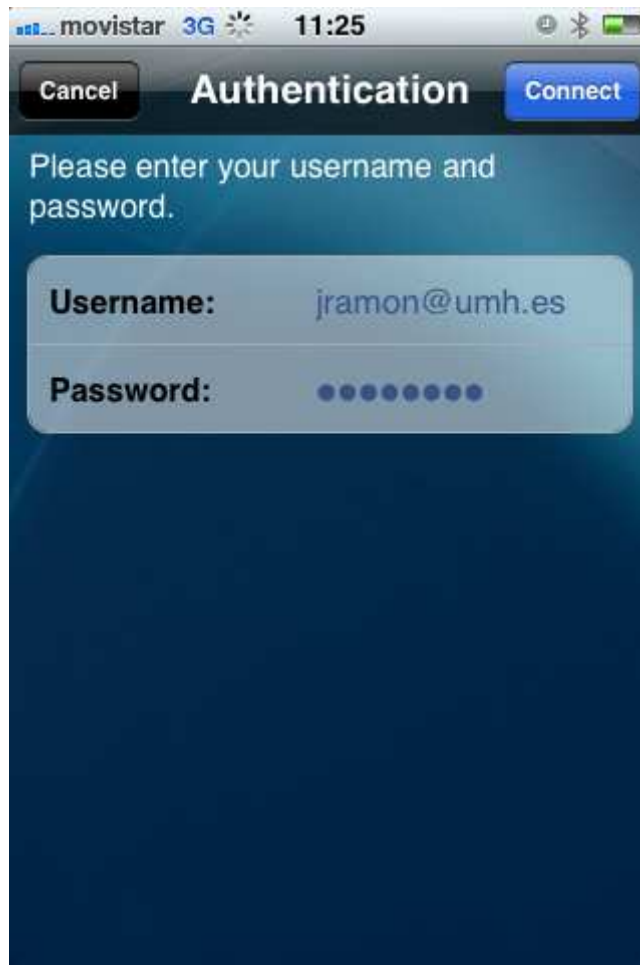 movistar 3G 11:25
Cancel Authentication Connect
Please enter your username and
password.
Username: jramon@umh.es
Password: ●●●●●●●●